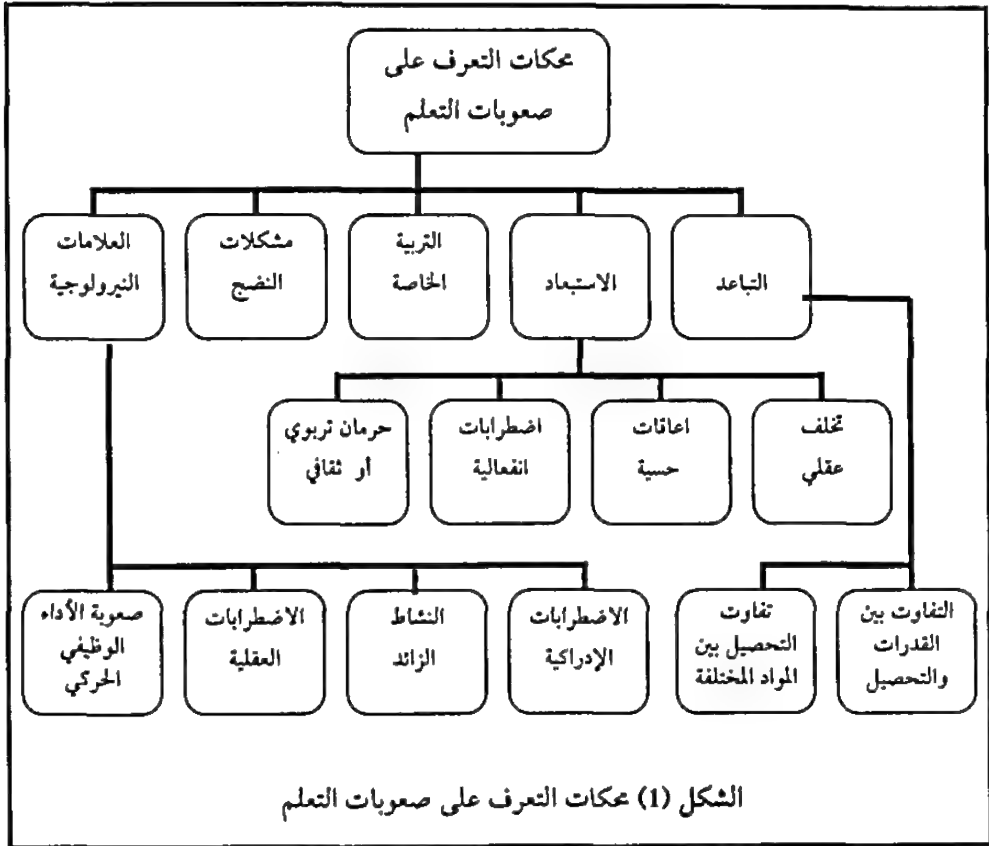 محكات التعرف على
صعوبات التعلم
التباعد
الاستبعاد
التربية
الخاصة
مشكلات
النضج
العلامات
النيرولوجية
تخلف
عقلي
اعاقات
حسية
اضطرابات
انفعالية
حرمان تربوي
أو ثقافي
التفاوت بين
القدرات
والتحصيل
تفاوت
التحصيل بين
المواد المختلفة
الاضطرابات
الإدراكية
النشاط
الزائد
الاضطرابات
العقلية
صعوبة الأداء
الوظيفي
الحركي
الشكل (1) محكات التعرف على صعوبات التعلم